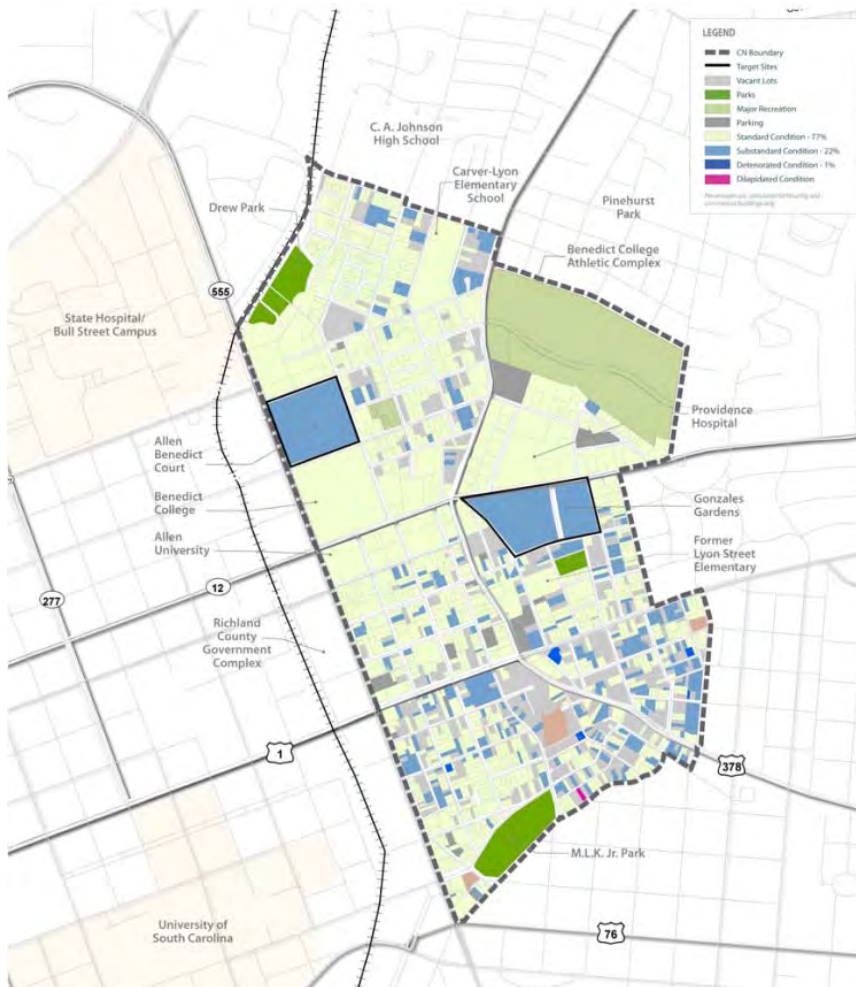 LEGEND
CN Boundary
Target Sites
Vacant Lots
Parks
Major Recreation
Parking
Standard Condition - 77%
Substandard Condition - 22%
Deteriorated Condition - 1%
Dilapidated Condition
commercial buildings only
C. A. Johnson
High School
Carver-Lyon
Elementary
School
Pinehurst
Park
Drew Park
Benedict College
Athletic Complex
555
State Hospital/
Bull Street Campus
Providence
Hospital
Allen
Benedict
Court
Benedict
College
Gonzales
Gardens
Allen
University
Former
Lyon Street
Elementary
12
277
Richland
County
Government
Complex
1
378
M.L.K. Jr. Park
University of
South Carolina
76